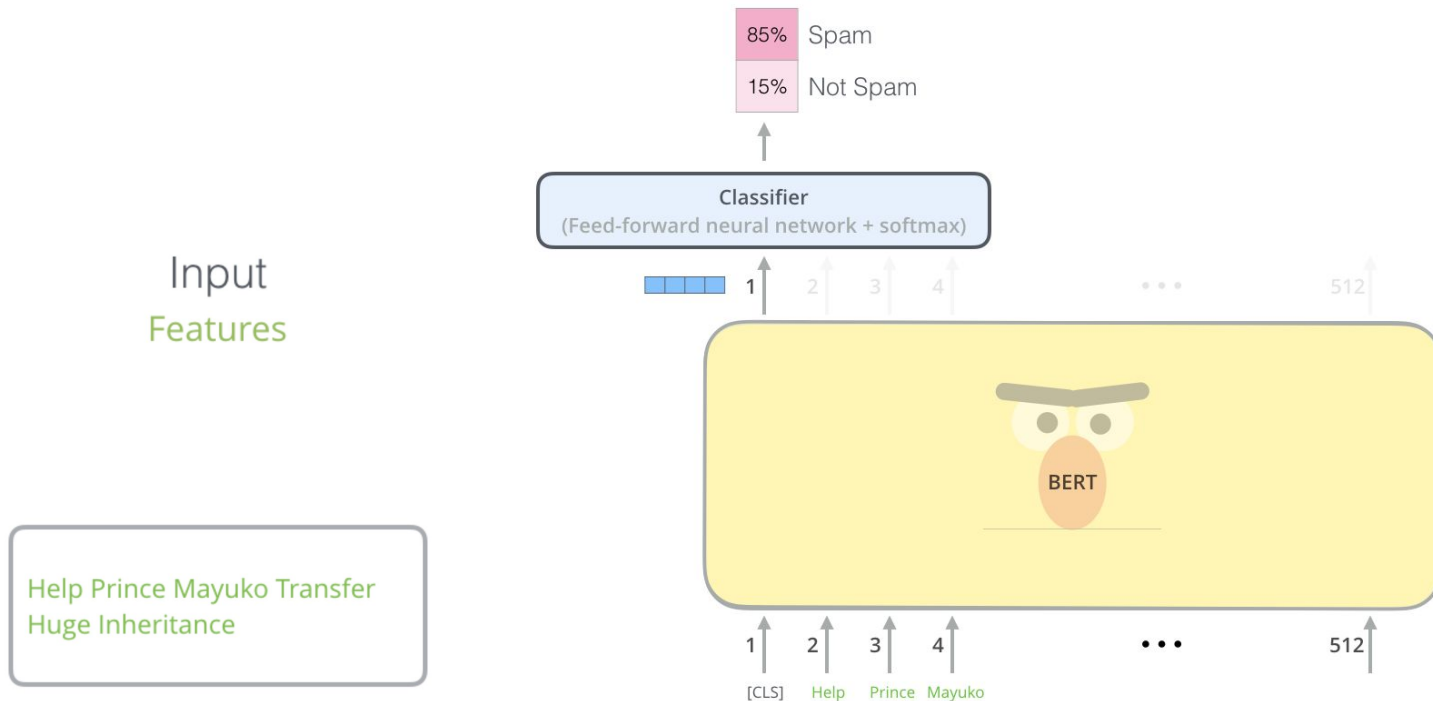 85% Spam
15% Not Spam
Classifier
(Feed-forward neural network + softmax)
Input
Features
1 2 3 4 ••• 512
BERT
Help Prince Mayuko Transfer
Huge Inheritance
1 2 3 4 ••• 512
[CLS] Help Prince Mayuko